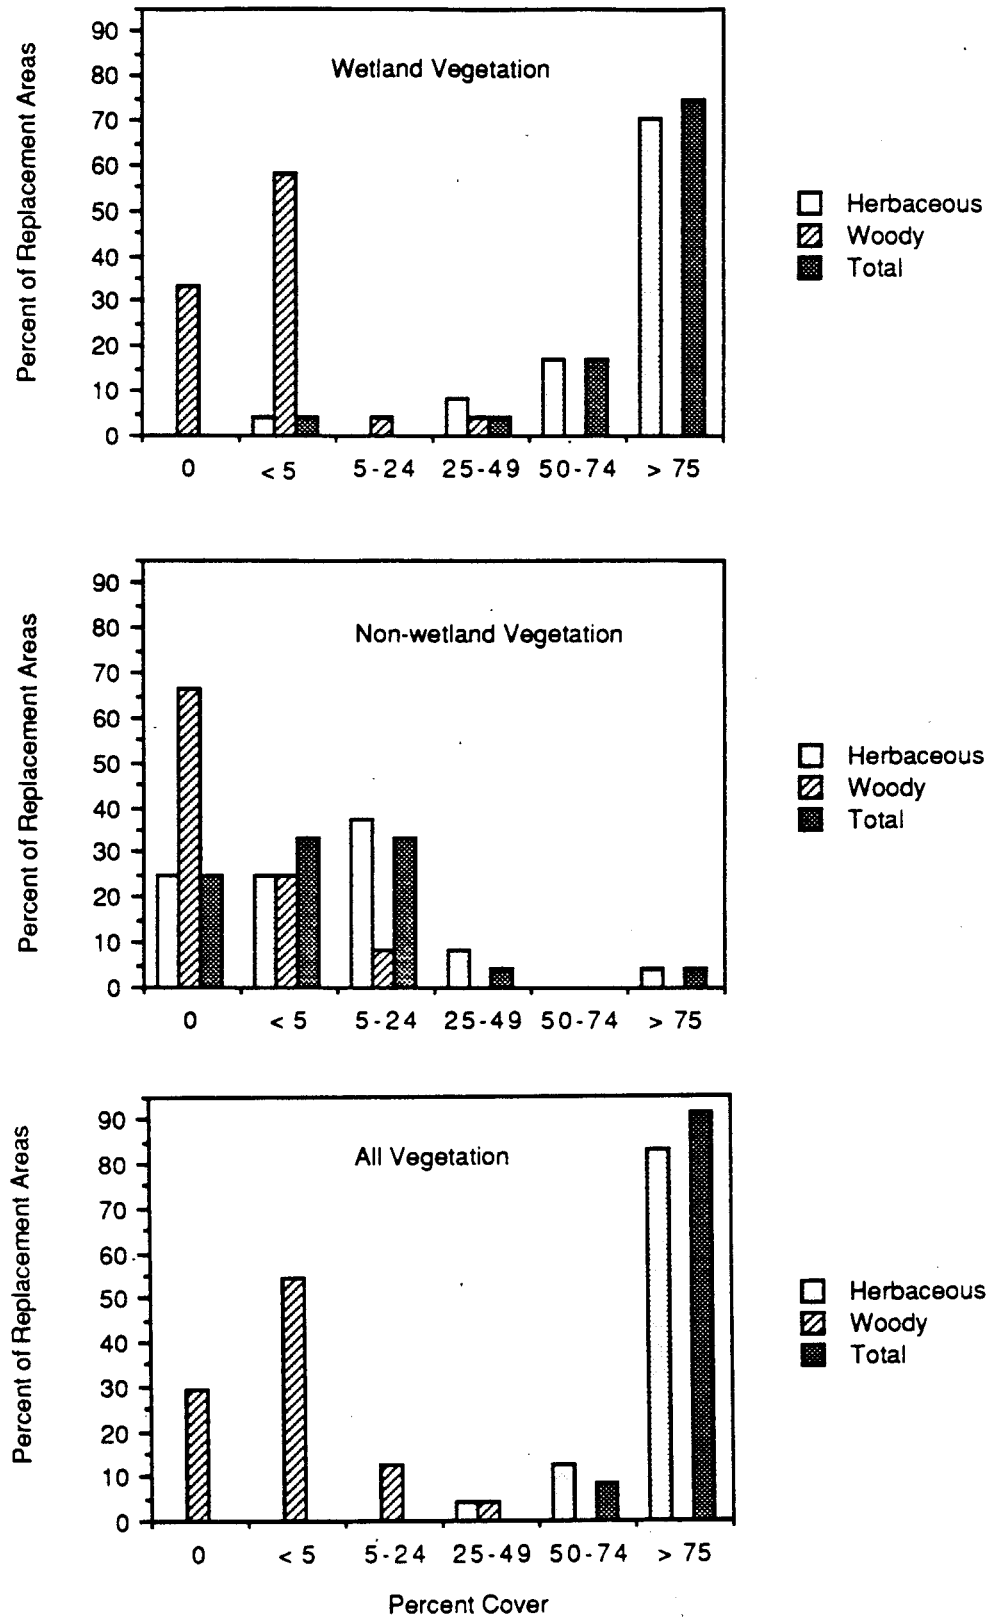 Percent of Replacement Areas
90
80
70
60
50
40
30
20
10
0
Wetland Vegetation
0 < 5 5-24 25-49 50-74 > 75
Herbaceous
Woody
Total
Percent of Replacement Areas
90
80
70
60
50
40
30
20
10
0
Non-wetland Vegetation
0 < 5 5-24 25-49 50-74 > 75
Herbaceous
Woody
Total
Percent of Replacement Areas
90
80
70
60
50
40
30
20
10
0
All Vegetation
0 < 5 5-24 25-49 50-74 > 75
Herbaceous
Woody
Total
Percent Cover